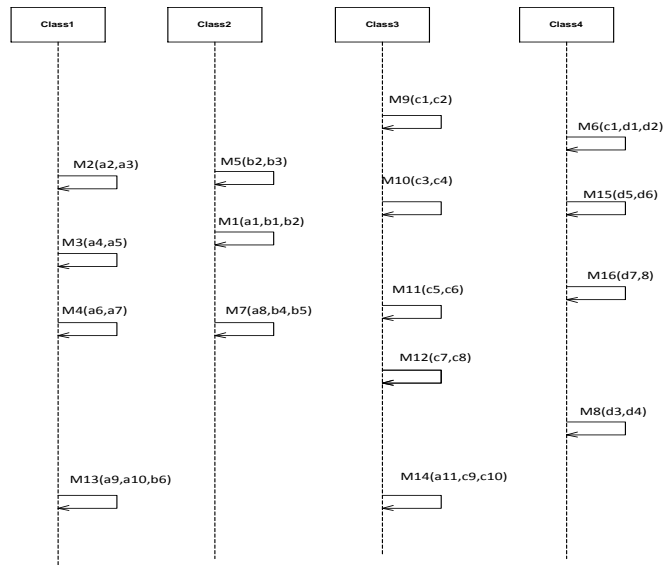 Class1
Class2
Class3
Class4
M9(c1,c2)
M6(c1,d1,d2)
M2(a2,a3)
M5(b2,b3)
M10(c3,c4)
M15(d5,d6)
M1(a1,b1,b2)
M3(a4,a5)
M11(c5,c6)
M16(d7,8)
M4(a6,a7)
M7(a8,b4,b5)
M12(c7,c8)
M8(d3,d4)
M13(a9,a10,b6)
M14(a11,c9,c10)